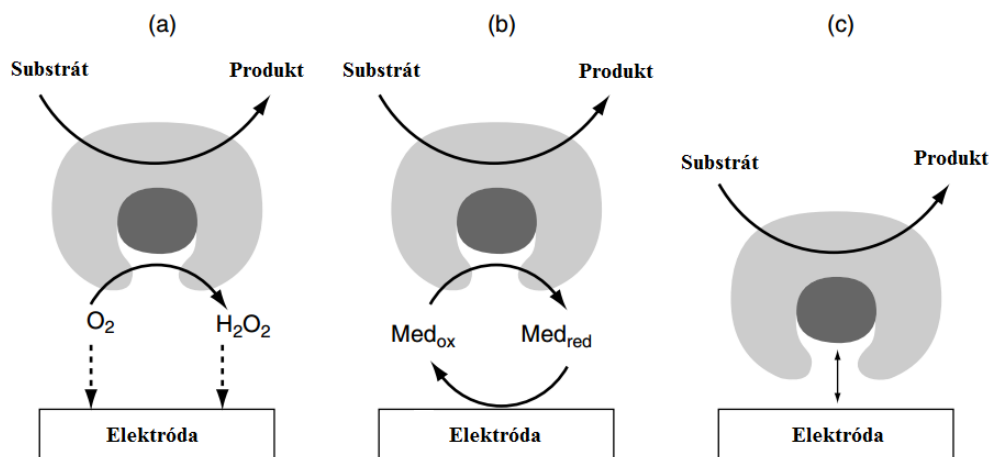 (a)
Substrát Produkt
O2 H2O2
Elektróda
(b)
Substrát Produkt
Medox Medred
Elektróda
(c)
Substrát Produkt
Elektróda